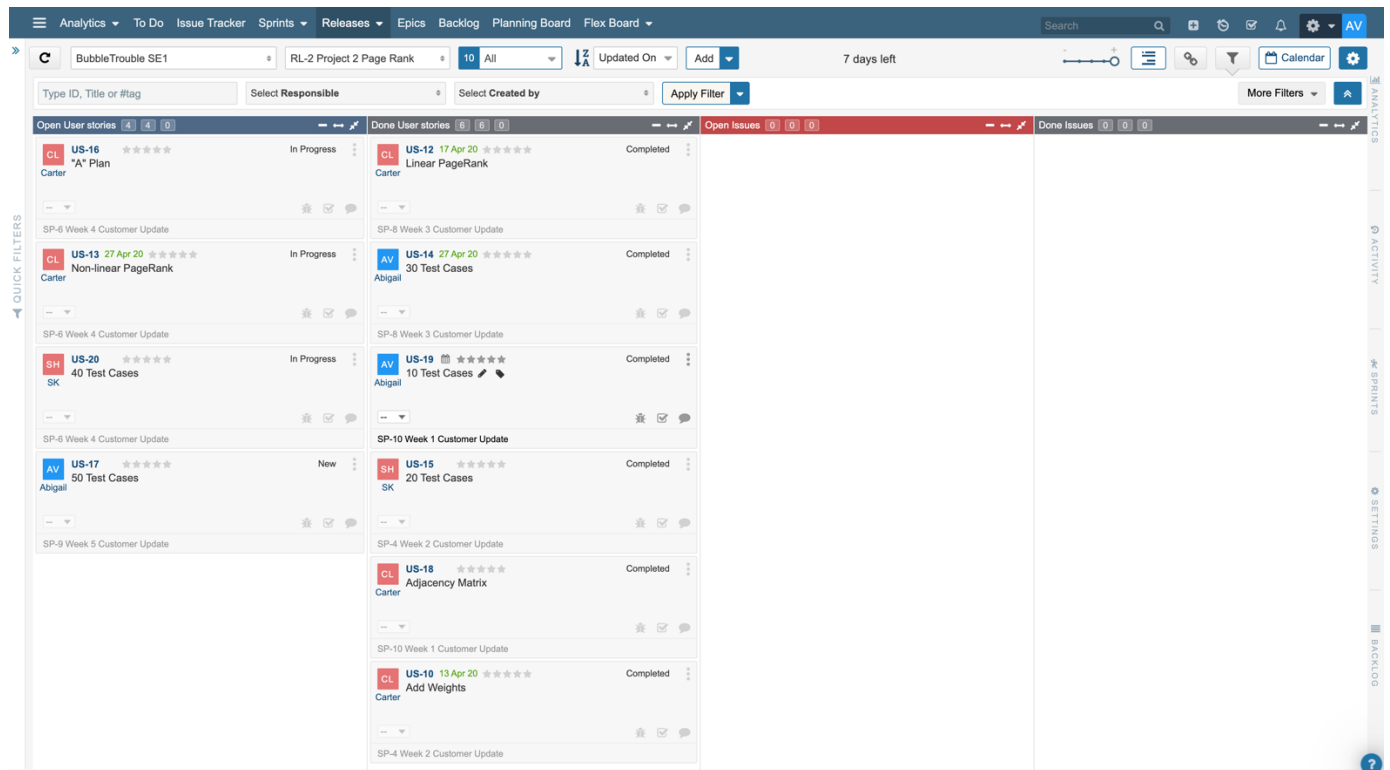 Analytics To Do Issue Tracker Sprints Releases Epics Backlog Planning Board Flex Board Search AV
BubbleTrouble SE1 RL-2 Project 2 Page Rank 10 All Updated On Add 7 days left Calendar
Type ID, Title or #tag Select Responsible Select Created by Apply Filter More Filters
QUICK FILTERS
Open User stories 4 4 0
CL US-16 In Progress
"A" Plan
Carter
--
SP-6 Week 4 Customer Update
CL US-13 27 Apr 20 In Progress
Non-linear PageRank
Carter
--
SP-6 Week 4 Customer Update
SH US-20 In Progress
40 Test Cases
SK
--
SP-6 Week 4 Customer Update
AV US-17 New
50 Test Cases
Abigail
--
SP-9 Week 5 Customer Update
Done User stories 6 6 0
CL US-12 17 Apr 20 Completed
Linear PageRank
Carter
--
SP-8 Week 3 Customer Update
AV US-14 27 Apr 20 Completed
30 Test Cases
Abigail
--
SP-8 Week 3 Customer Update
AV US-19 Completed
10 Test Cases
Abigail
--
SP-10 Week 1 Customer Update
SH US-15 Completed
20 Test Cases
SK
--
SP-4 Week 2 Customer Update
CL US-18 Completed
Adjacency Matrix
Carter
--
SP-10 Week 1 Customer Update
CL US-10 13 Apr 20 Completed
Add Weights
Carter
--
SP-4 Week 2 Customer Update
Open Issues 0 0 0
Done Issues 0 0 0
ANALYTICS
ACTIVITY
SPRINTS
SETTINGS
BACKLOG
?